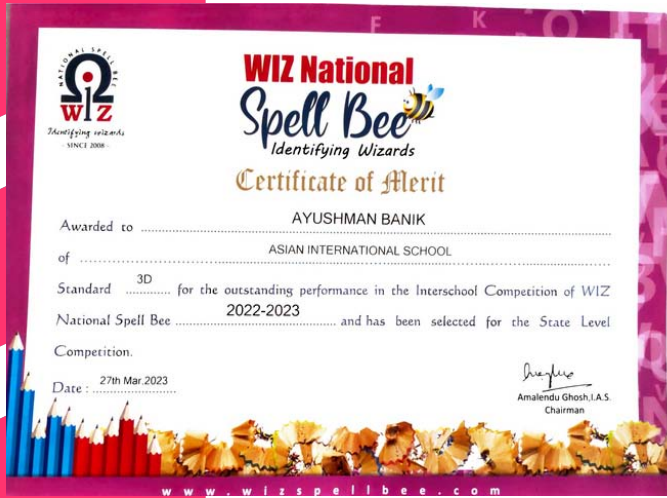 NATIONAL SPELL BEE
WIZ
Identifying wizards
- SINCE 2008 -
WIZ National
Spell Bee
Identifying Wizards
Certificate of Merit
Awarded to AYUSHMAN BANIK
of ASIAN INTERNATIONAL SCHOOL
Standard 3D for the outstanding performance in the Interschool Competition of WIZ
National Spell Bee 2022-2023 and has been selected for the State Level
Competition.
Date : 27th Mar.2023
Amalendu Ghosh,I.A.S.
Chairman
www.wizspellbee.com